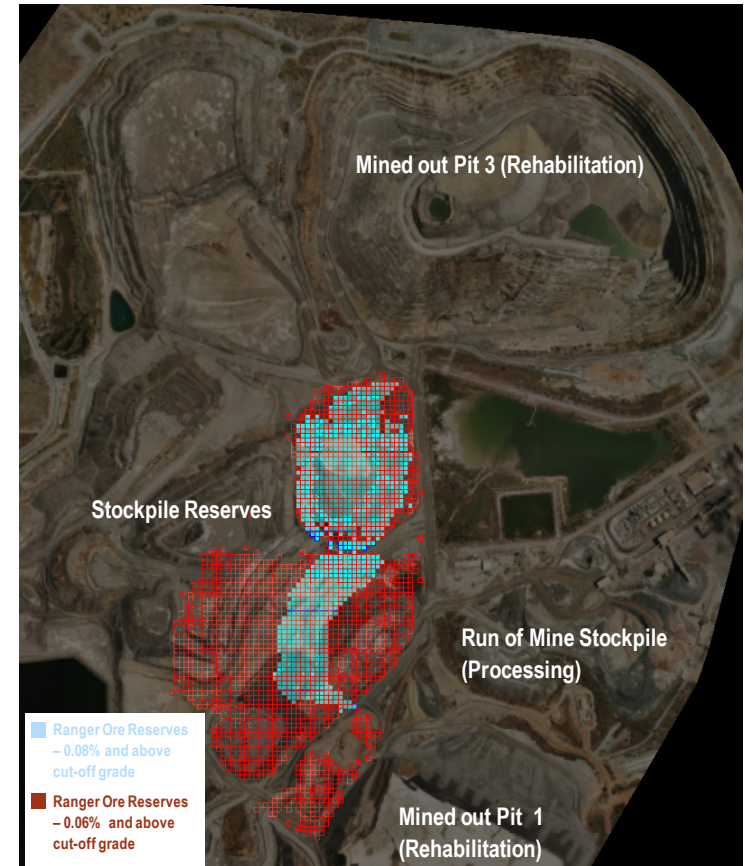 Mined out Pit 3 (Rehabilitation)
Stockpile Reserves
Run of Mine Stockpile
(Processing)
Ranger Ore Reserves
– 0.08% and above
cut-off grade
Ranger Ore Reserves
– 0.06% and above
cut-off grade
Mined out Pit 1
(Rehabilitation)